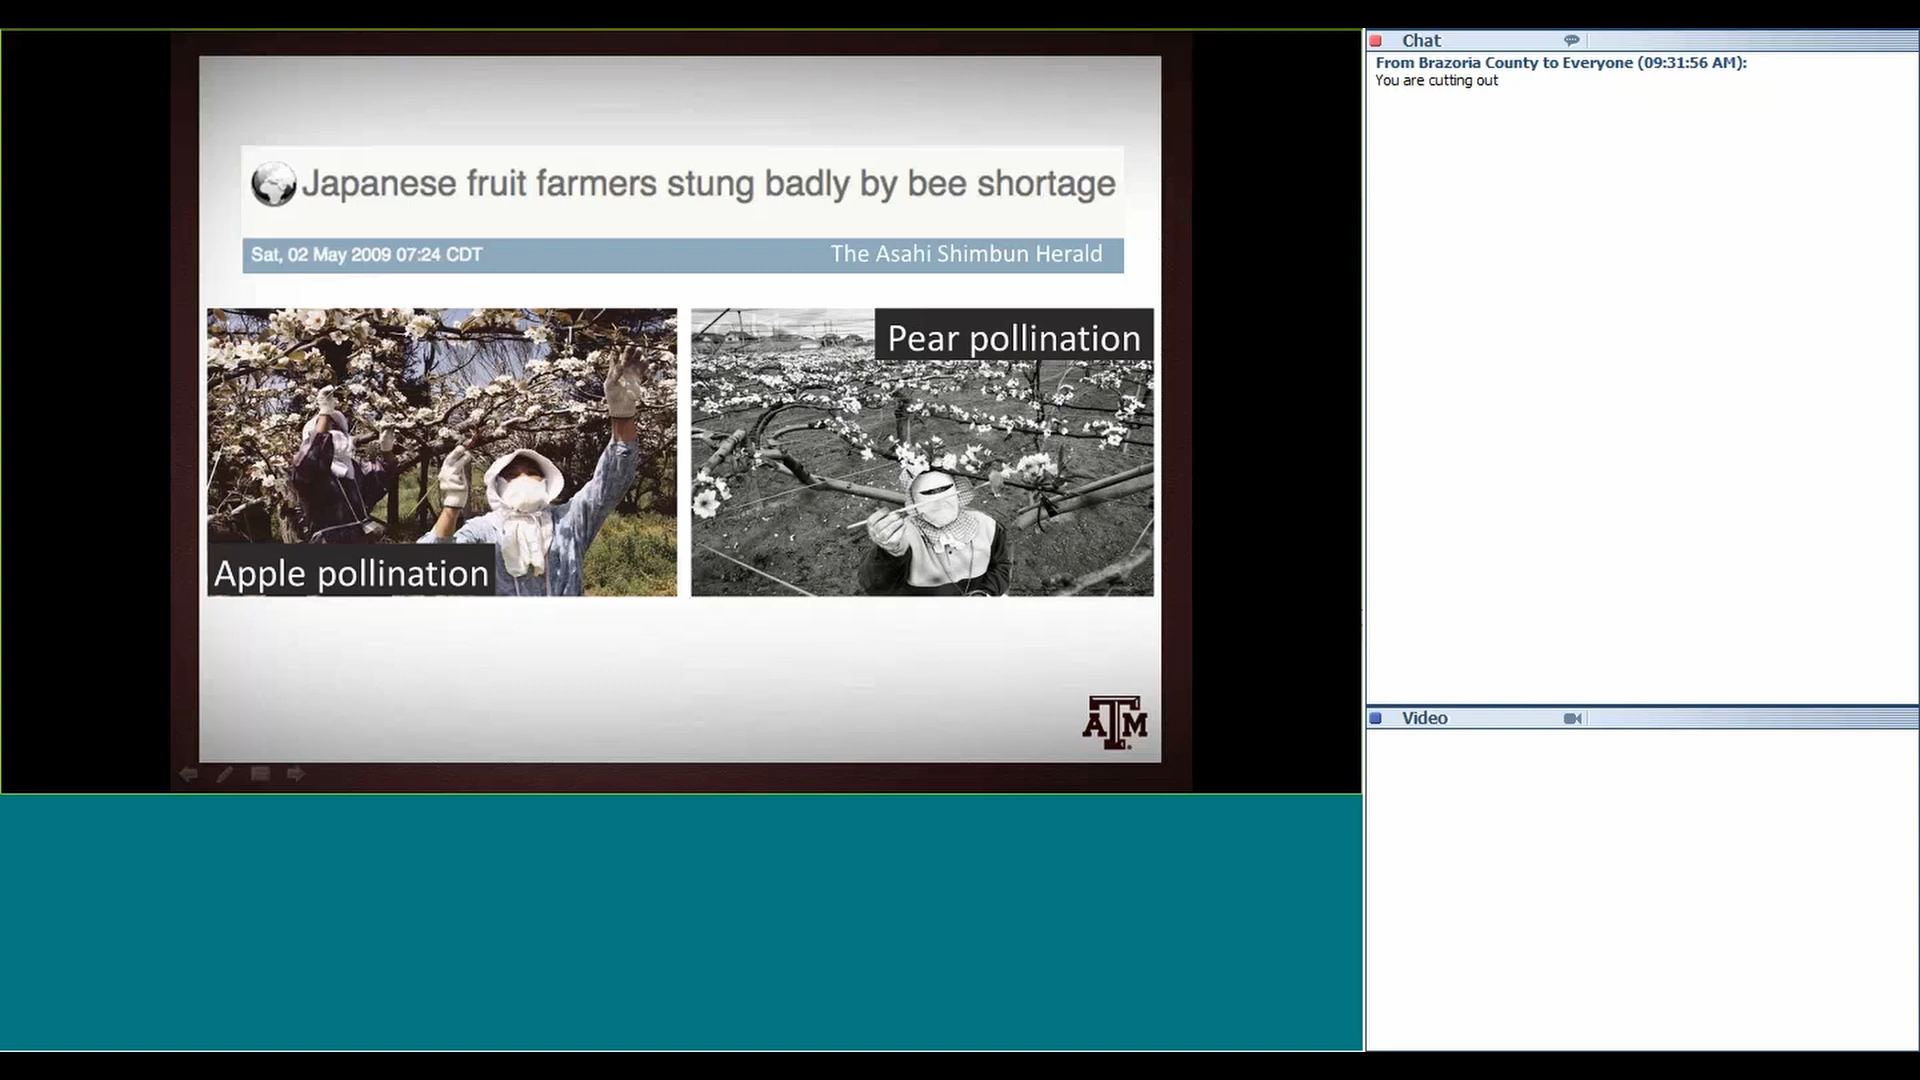 Japanese fruit farmers stung badly by bee shortage
Sat, 02 May 2009 07:24 CDT
The Asahi Shimbun Herald
Pear pollination
Apple pollination
ATM
Chat
From Brazoria County to Everyone (09:31:56 AM):
You are cutting out
Video